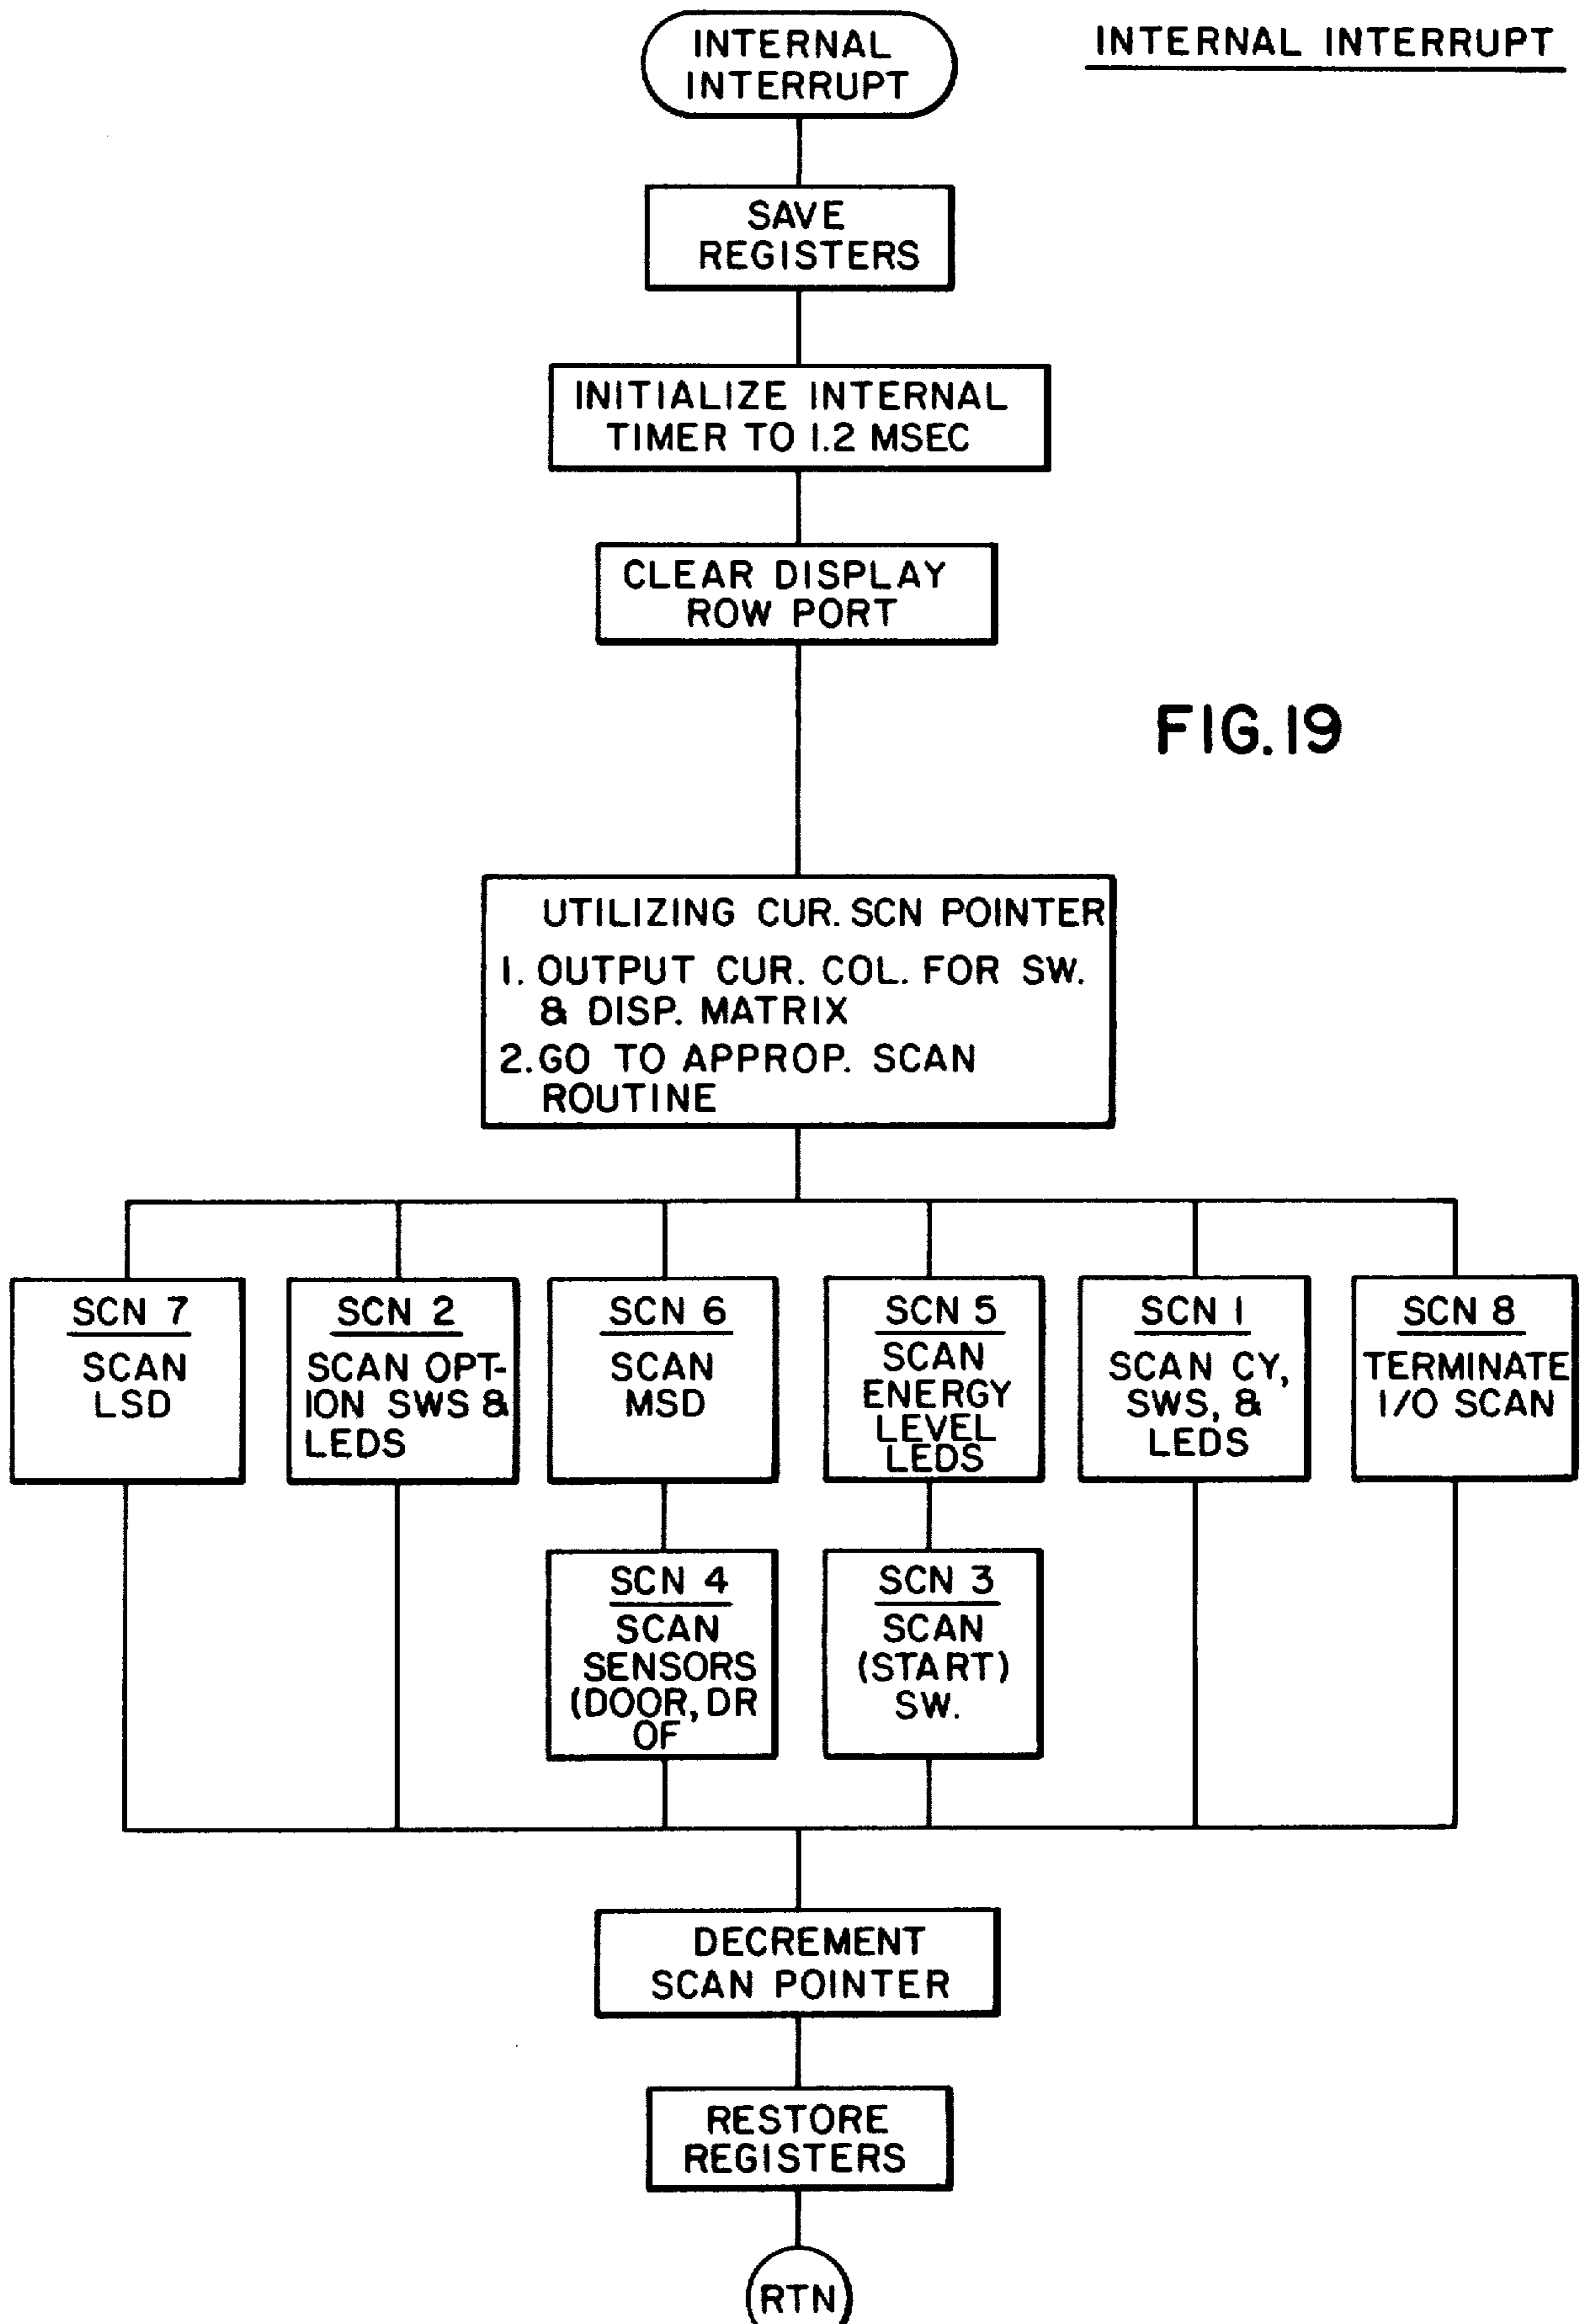 INTERNAL
INTERRUPT
INTERNAL INTERRUPT
SAVE
REGISTERS
INITIALIZE INTERNAL
TIMER TO 1.2 MSEC
CLEAR DISPLAY
ROW PORT
FIG. 19
UTILIZING CUR. SCN POINTER
1. OUTPUT CUR. COL. FOR SW.
& DISP. MATRIX
2. GO TO APPROP. SCAN
ROUTINE
SCN 7
SCAN
LSD
SCN 2
SCAN OPT-
ION SWS &
LEDS
SCN 6
SCAN
MSD
SCN 5
SCAN
ENERGY
LEVEL
LEDS
SCN 1
SCAN CY,
SWS, &
LEDS
SCN 8
TERMINATE
I/O SCAN
SCN 4
SCAN
SENSORS
(DOOR, DR
OF
SCN 3
SCAN
(START)
SW.
DECREMENT
SCAN POINTER
RESTORE
REGISTERS
RTN